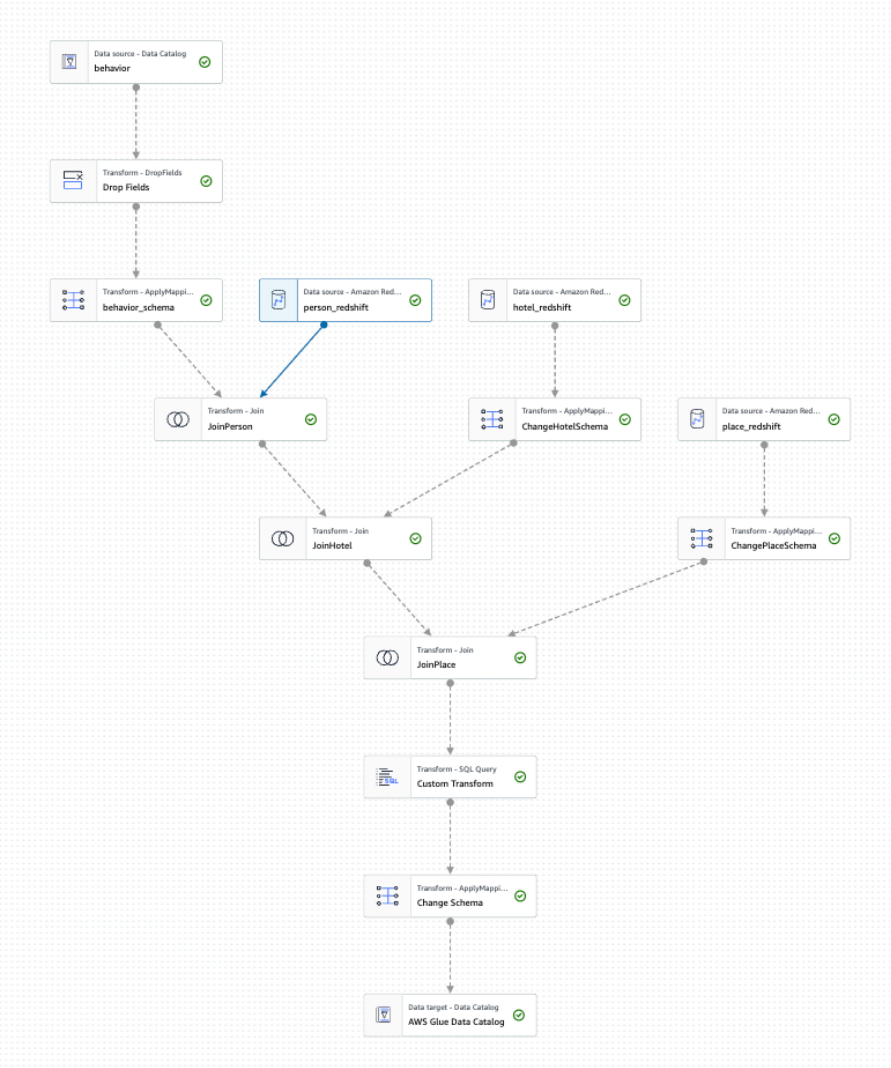 Data source - Data Catalog
behavior
Transform - DropFields
Drop Fields
Transform - ApplyMappi...
behavior_schema
Data source - Amazon Red...
person_redshift
Data source - Amazon Red...
hotel_redshift
Transform - Join
JoinPerson
Transform - ApplyMappi...
ChangeHotelSchema
Data source - Amazon Red...
place_redshift
Transform - Join
JoinHotel
Transform - ApplyMappi...
ChangePlaceSchema
Transform - Join
JoinPlace
Transform - SQL Query
Custom Transform
SQL
Transform - ApplyMappi...
Change Schema
Data target - Data Catalog
AWS Glue Data Catalog